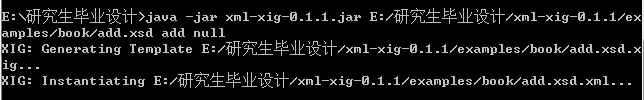 E:\研究生毕业设计>java -jar xml-xig-0.1.1.jar E:/研究生毕业设计/xml-xig-0.1.1/ex
amples/book/add.xsd add null
XIG: Generating Template E:/研究生毕业设计/xml-xig-0.1.1/examples/book/add.xsd.x
ig...
XIG: Instantiating E:/研究生毕业设计/xml-xig-0.1.1/examples/book/add.xsd.xml...